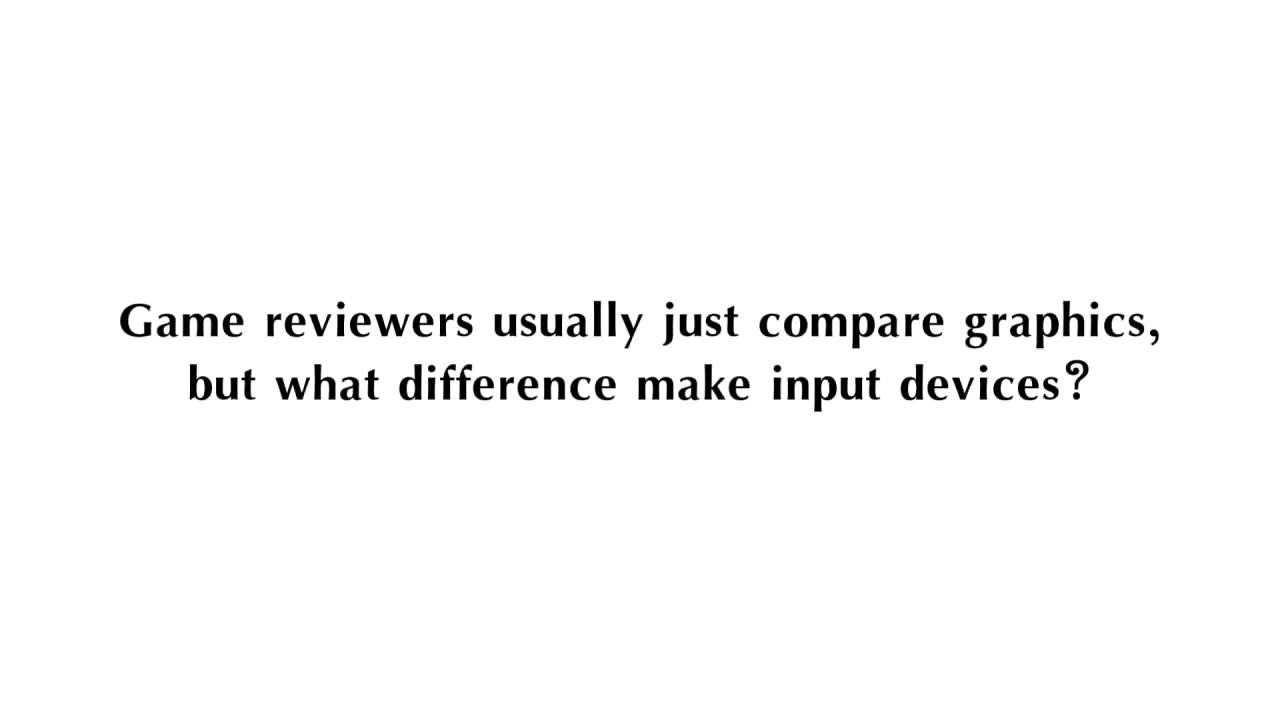 Game reviewers usually just compare graphics,
but what difference make input devices?